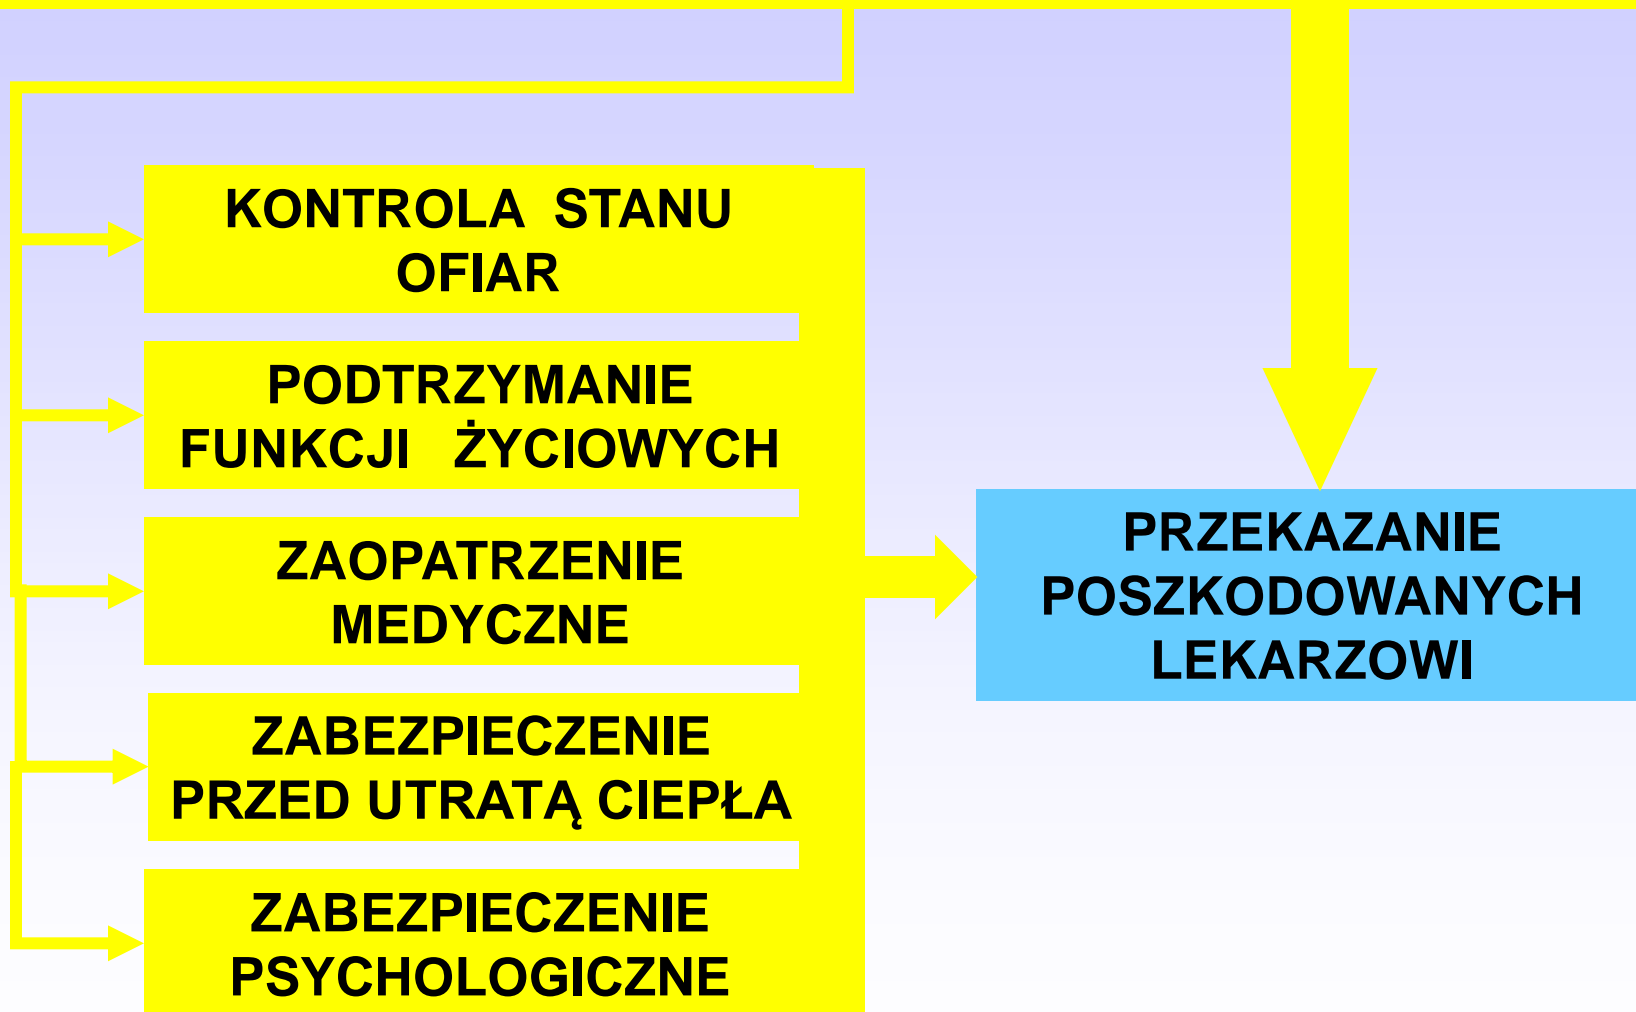 KONTROLA STANU
OFIAR
PODTRZYMANIE
FUNKCJI ŻYCIOWYCH
ZAOPATRZENIE
MEDYCZNE
ZABEZPIECZENIE
PRZED UTRATĄ CIEPŁA
ZABEZPIECZENIE
PSYCHOLOGICZNE
PRZEKAZANIE
POSZKODOWANYCH
LEKARZOWI